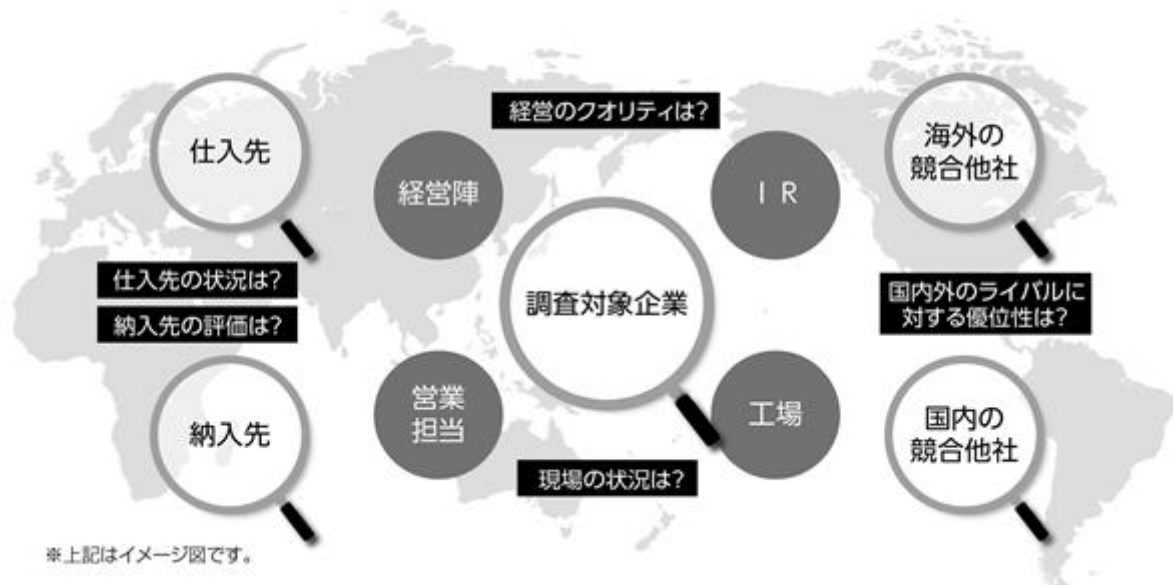 経営のクオリティは?
仕入先
経営陣
I R
海外の
競合他社
仕入先の状況は?
納入先の評価は?
調査対象企業
国内外のライバルに
対する優位性は?
納入先
営業
担当
工場
国内の
競合他社
現場の状況は?
※上記はイメージ図です。